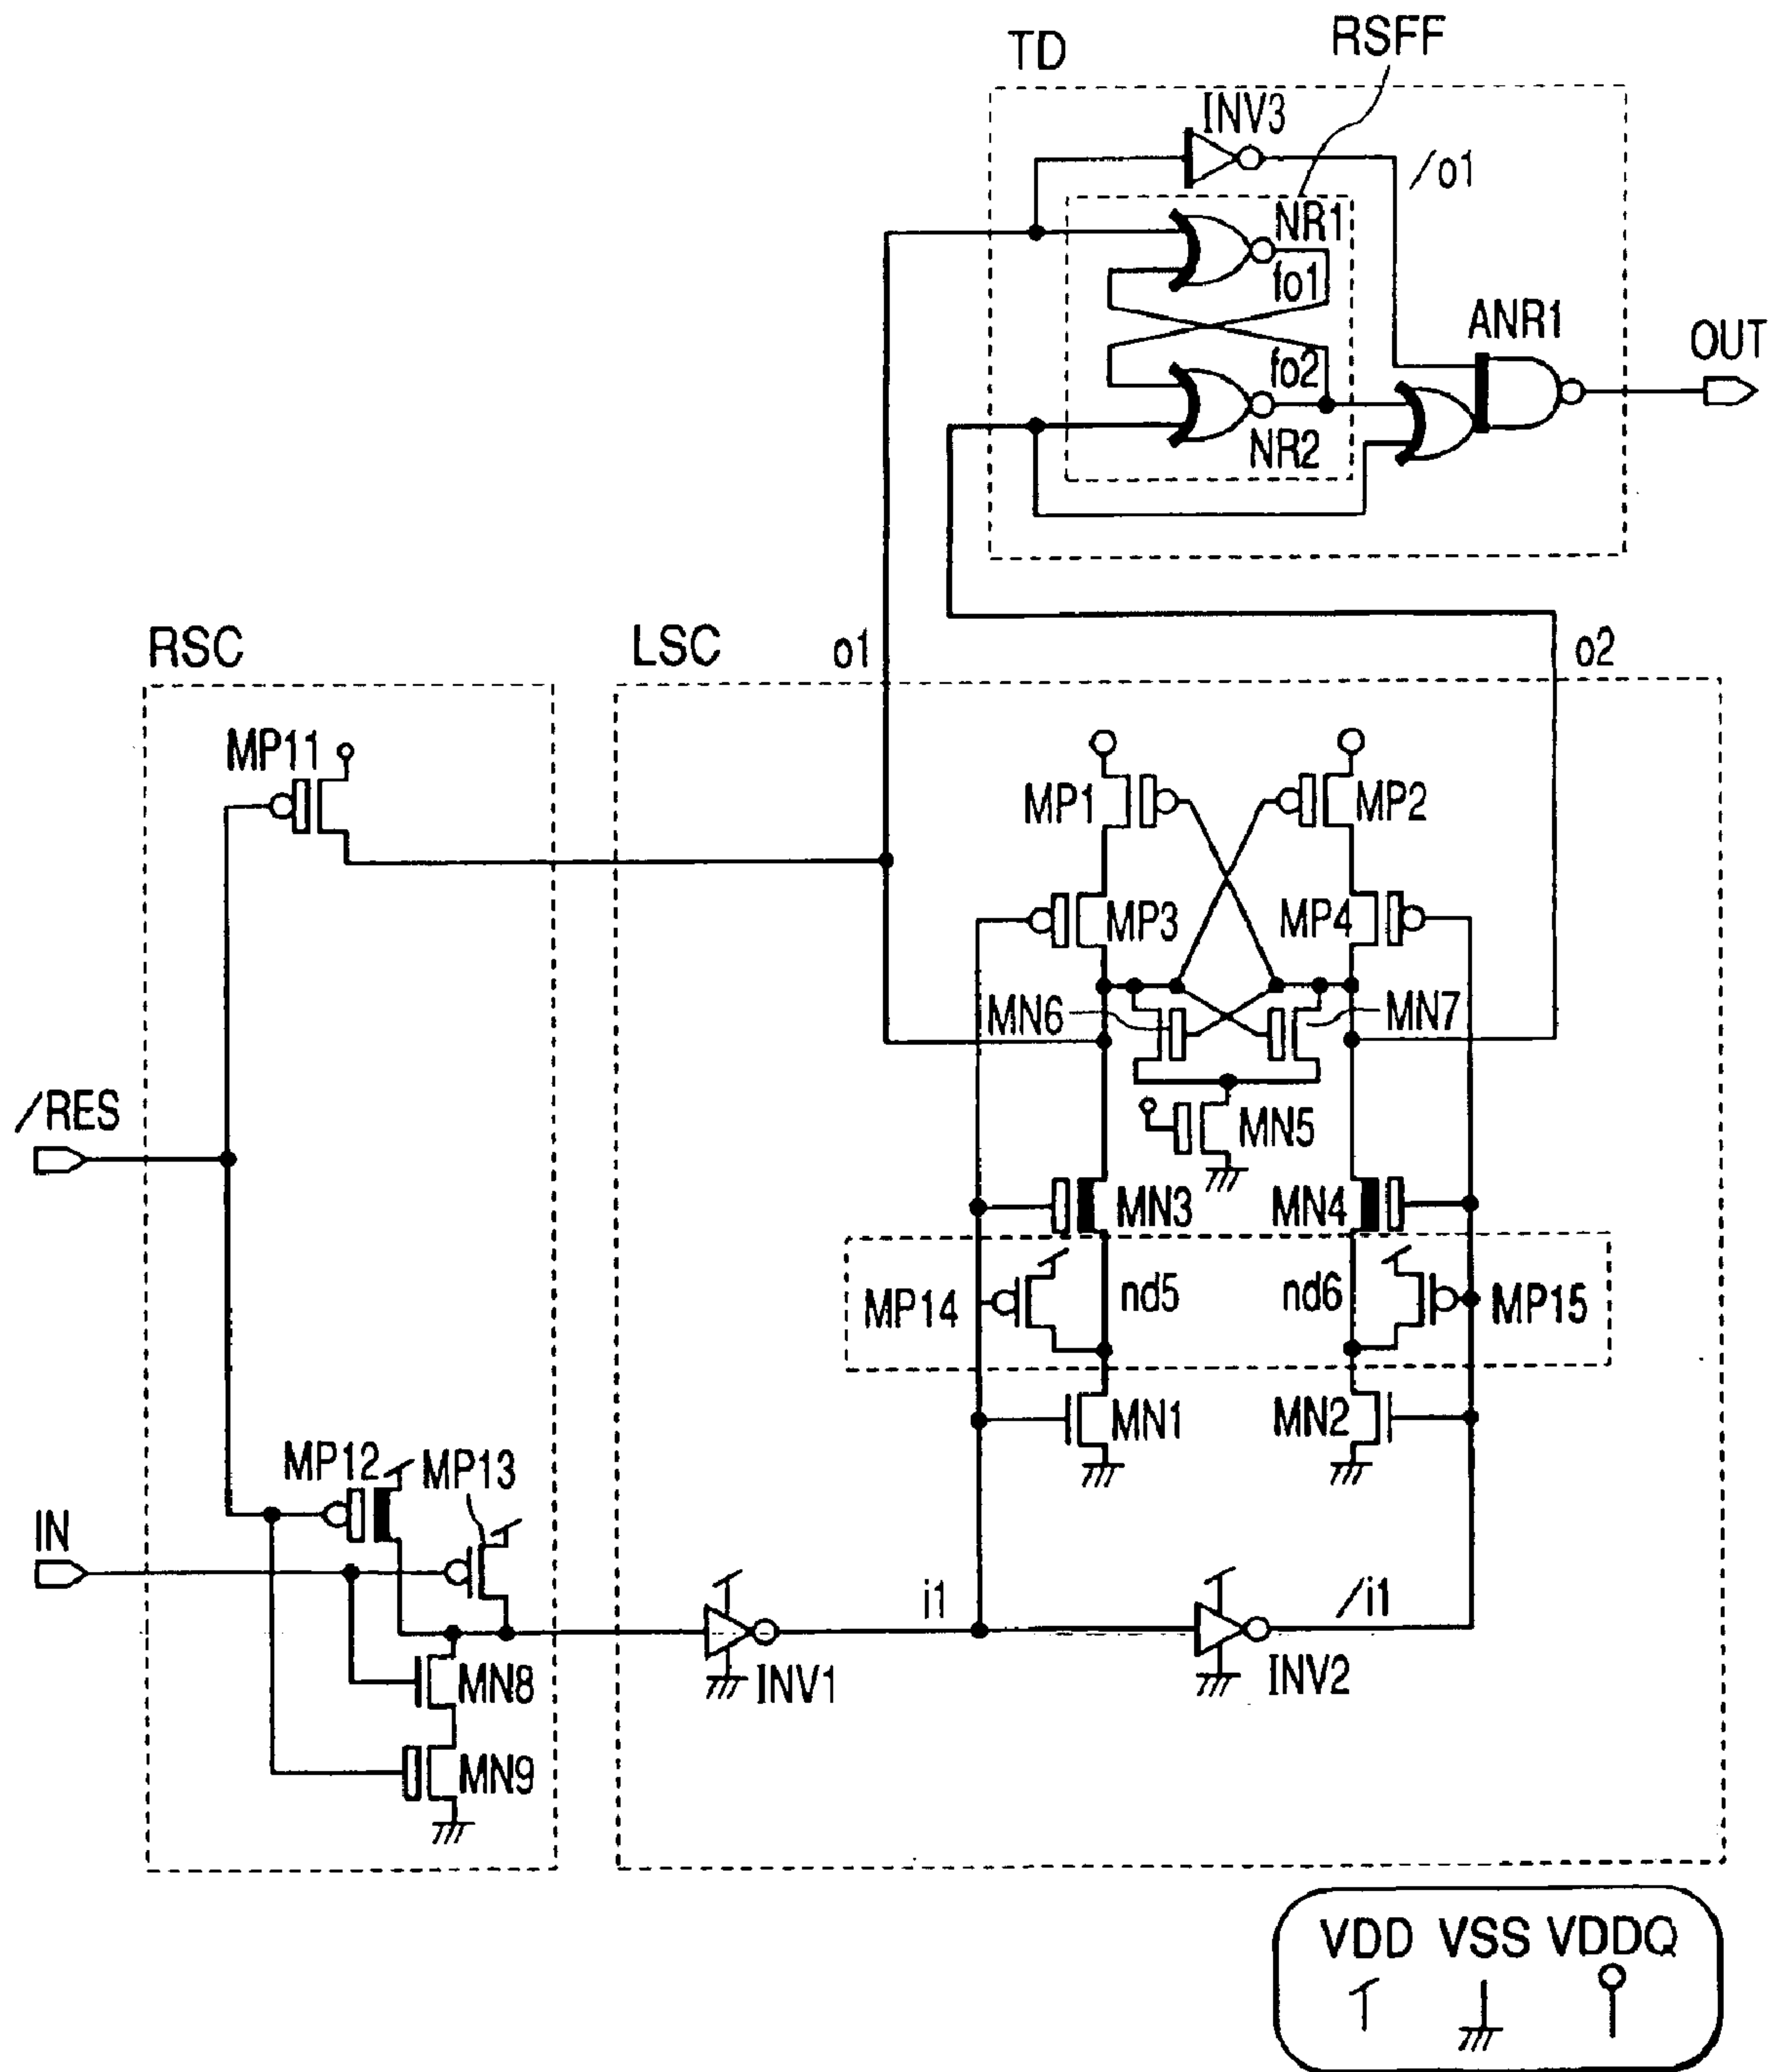 RSFF
TD
INV3
/o1
NR1
fo1
ANR1
OUT
fo2
NR2
RSC
LSC
o1
o2
MP11
MP1
MP2
MP3
MP4
MN6
MN7
/RES
MN5
MN3
MN4
MP14
nd5
nd6
MP15
MN1
MN2
MP12
MP13
IN
i1
/i1
MN8
INV1
INV2
MN9
VDD VSS VDDQ